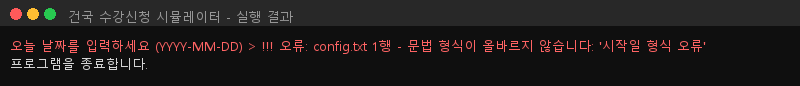 건국 수강신청 시뮬레이터 - 실행 결과
오늘 날짜를 입력하세요 (YYYY-MM-DD) > !!! 오류: config.txt 1행 - 문법 형식이 올바르지 않습니다: '시작일 형식 오류'
프로그램을 종료합니다.